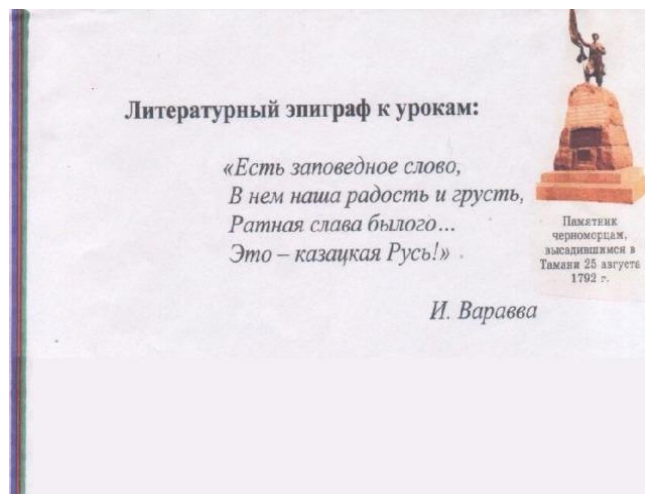 Литературный эпиграф к урокам:
«Есть заповедное слово,
В нем наша радость и грусть,
Ратная слава былого...
Это – казацкая Русь!»
И. Варавва
Памятник
черноморцам,
высадившимся в
Тамани 25 августа
1792 г.